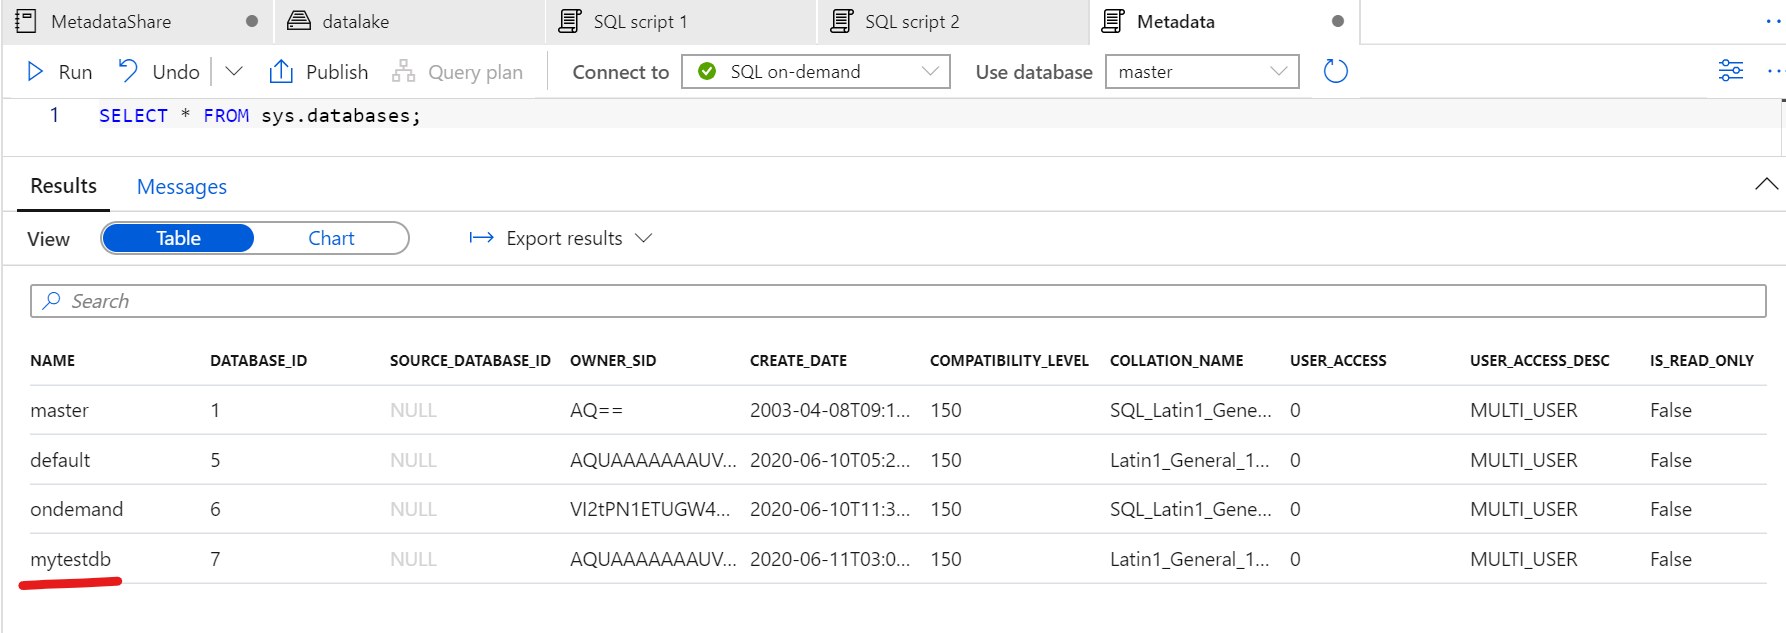 MetadataShare datalake SQL script 1 SQL script 2 Metadata
Run Undo Publish Query plan Connect to SQL on-demand Use database master
1 SELECT * FROM sys.databases;
Results Messages
View Table Chart Export results
Search
NAME DATABASE_ID SOURCE_DATABASE_ID OWNER_SID CREATE_DATE COMPATIBILITY_LEVEL COLLATION_NAME USER_ACCESS USER_ACCESS_DESC IS_READ_ONLY
master 1 NULL AQ== 2003-04-08T09:1... 150 SQL_Latin1_Gene... 0 MULTI_USER False
default 5 NULL AQUAAAAAAAUV... 2020-06-10T05:2... 150 Latin1_General_1... 0 MULTI_USER False
ondemand 6 NULL VI2tPN1ETUGW4... 2020-06-10T11:3... 150 SQL_Latin1_Gene... 0 MULTI_USER False
mytestdb 7 NULL AQUAAAAAAAUV... 2020-06-11T03:0... 150 Latin1_General_1... 0 MULTI_USER False